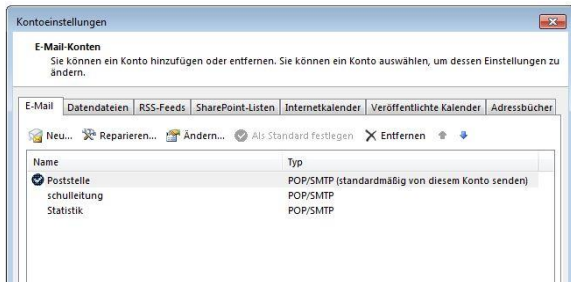 Kontoeinstellungen
E-Mail-Konten
Sie können ein Konto hinzufügen oder entfernen. Sie können ein Konto auswählen, um dessen Einstellungen zu
ändern.
E-Mail Datendateien RSS-Feeds SharePoint-Listen Internetkalender Veröffentlichte Kalender Adressbücher
Neu... Reparieren... Ändern... Als Standard festlegen Entfernen
Name Typ
Poststelle POP/SMTP (standardmäßig von diesem Konto senden)
schulleitung POP/SMTP
Statistik POP/SMTP